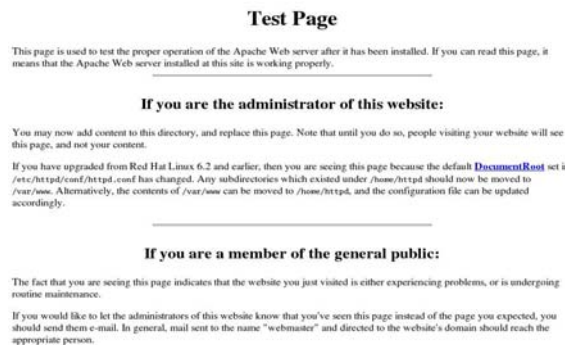 Test Page
This page is used to test the proper operation of the Apache Web server after it has been installed. If you can read this page, it
means that the Apache Web server installed at this site is working properly.
If you are the administrator of this website:
You may now add content to this directory, and replace this page. Note that until you do so, people visiting your website will see
this page, and not your content.
If you have upgraded from Red Hat Linux 6.2 and earlier, then you are seeing this page because the default DocumentRoot set i
/etc/httpd/conf/httpd.conf has changed. Any subdirectories which existed under /home/httpd should now be moved to
/var/www. Alternatively, the contents of /var/www can be moved to /home/httpd, and the configuration file can be updated
accordingly.
If you are a member of the general public:
The fact that you are seeing this page indicates that the website you just visited is either experiencing problems, or is undergoing
routine maintenance.
If you would like to let the administrators of this website know that you've seen this page instead of the page you expected, you
should send them e-mail. In general, mail sent to the name "webmaster" and directed to the website's domain should reach the
appropriate person.